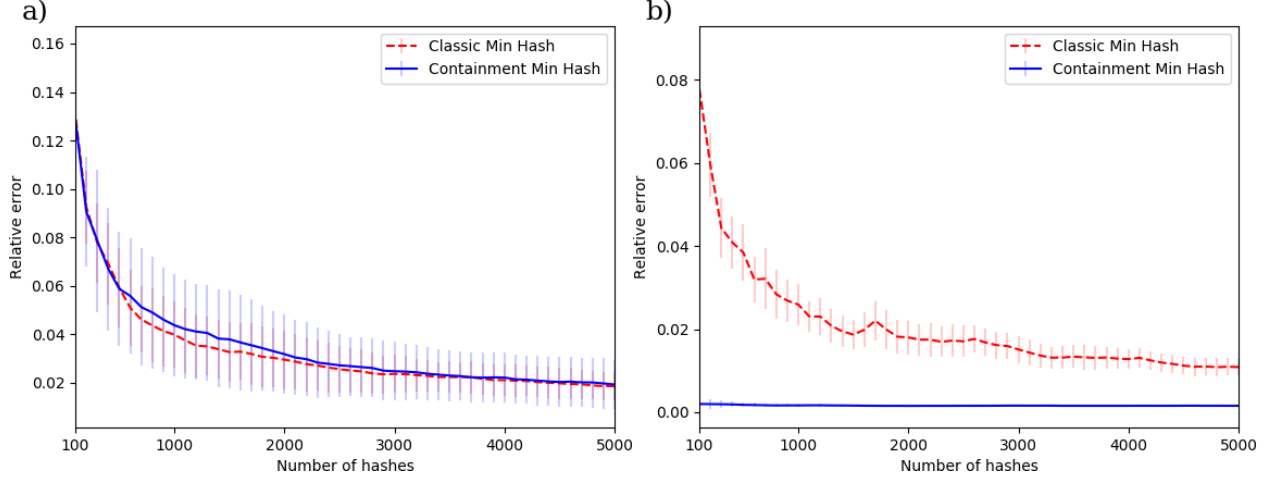 a)
0.16
0.14
0.12
0.10
0.08
0.06
0.04
0.02
Relative error
100
1000
2000
3000
4000
5000
Number of hashes
Classic Min Hash
Containment Min Hash
b)
0.08
0.06
0.04
0.02
0.00
Relative error
100
1000
2000
3000
4000
5000
Number of hashes
Classic Min Hash
Containment Min Hash